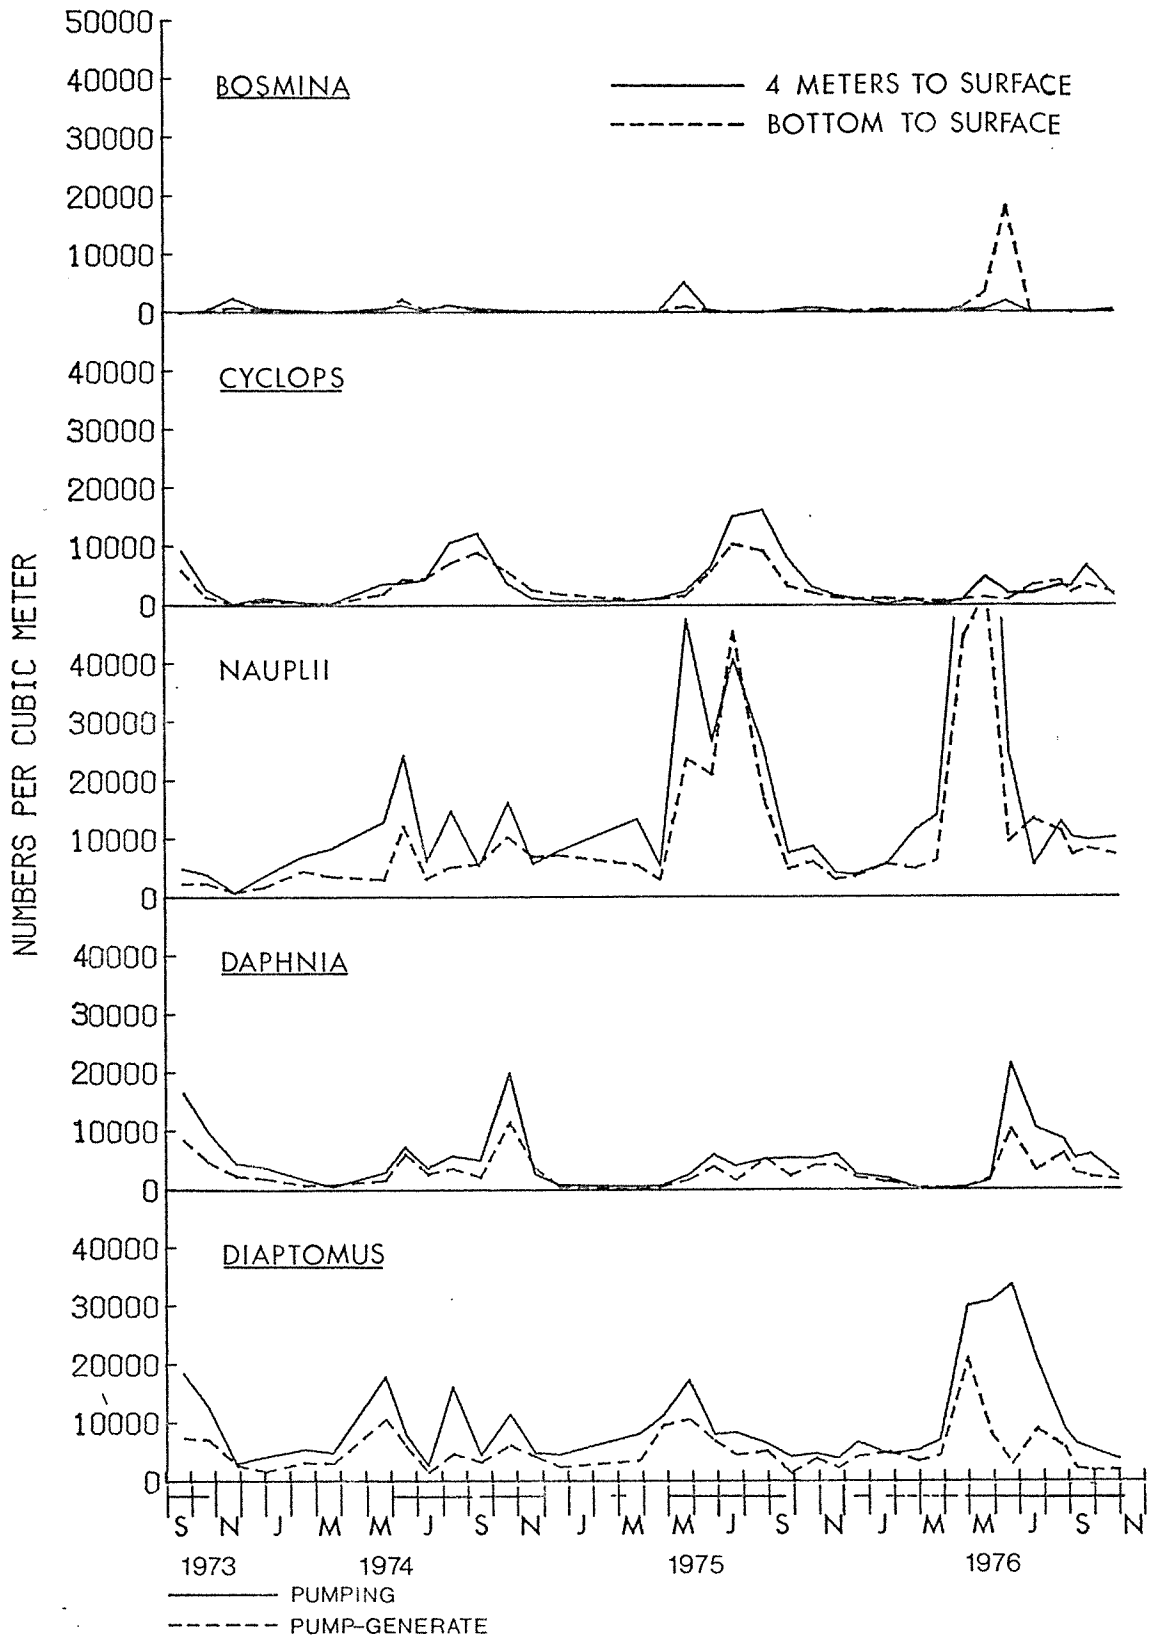 50000
40000
BOSMINA
4 METERS TO SURFACE
30000
BOTTOM TO SURFACE
20000
10000
0
40000
CYCLOPS
30000
20000
10000
0
NUMBERS PER CUBIC METER
40000
NAUPLII
30000
20000
10000
0
40000
DAPHNIA
30000
20000
10000
0
40000
DIAPTOMUS
30000
20000
10000
0
S N J M M J S N J M M J S N J M M J S N
1973 1974 1975 1976
PUMPING
PUMP-GENERATE